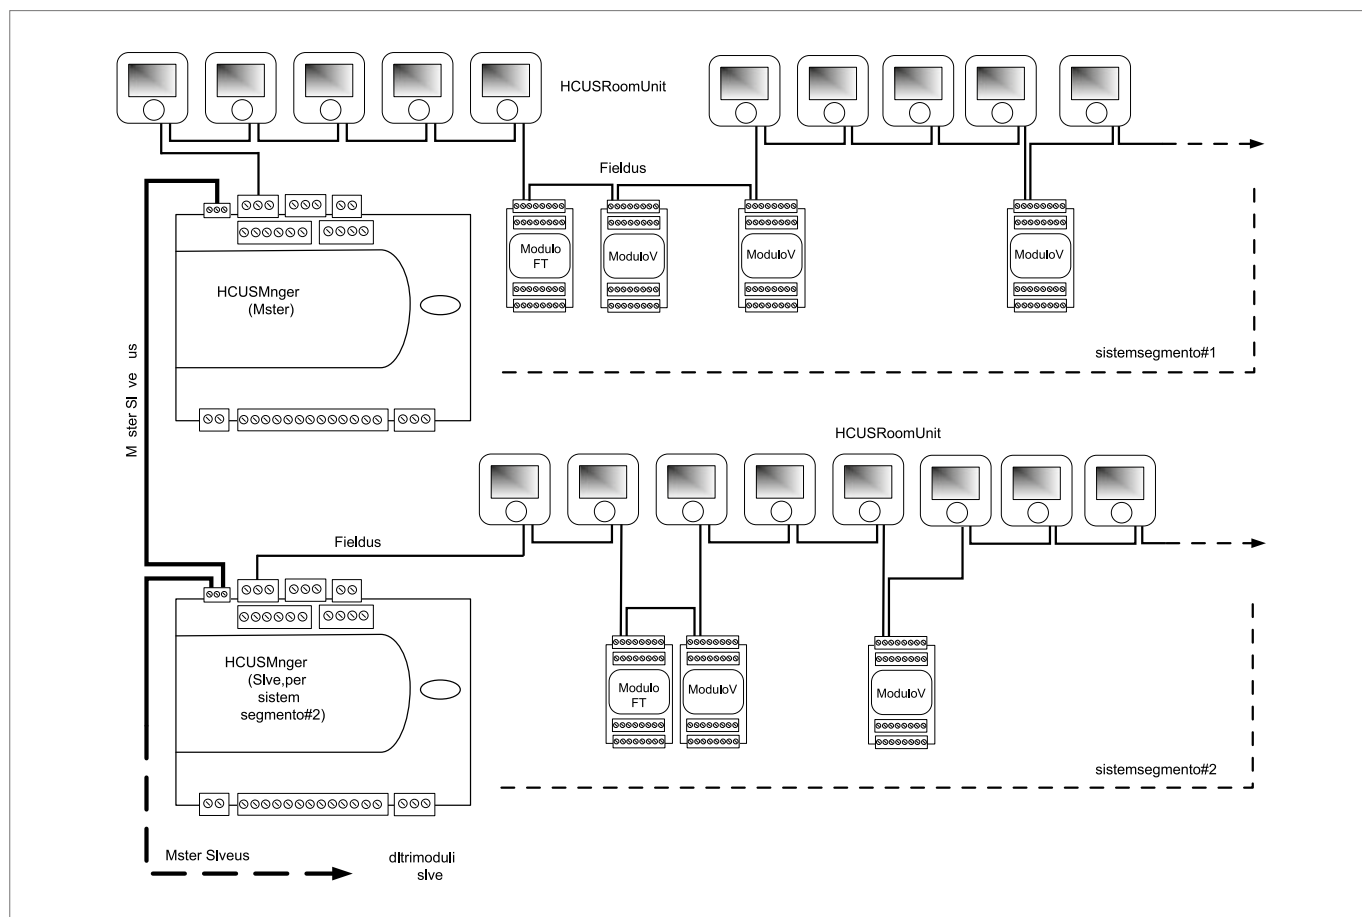 HCUSRoomUnit
Fieldus
Modulo
FT
ModuloV
ModuloV
ModuloV
HCUSMnger
(Mster)
sistemsegmento#1
M ster Sl ve us
HCUSRoomUnit
Fieldus
HCUSMnger
(Slve,per
sistem
segmento#2)
Modulo
FT
ModuloV
ModuloV
sistemsegmento#2
Mster Slveus
dltrimoduli
slve